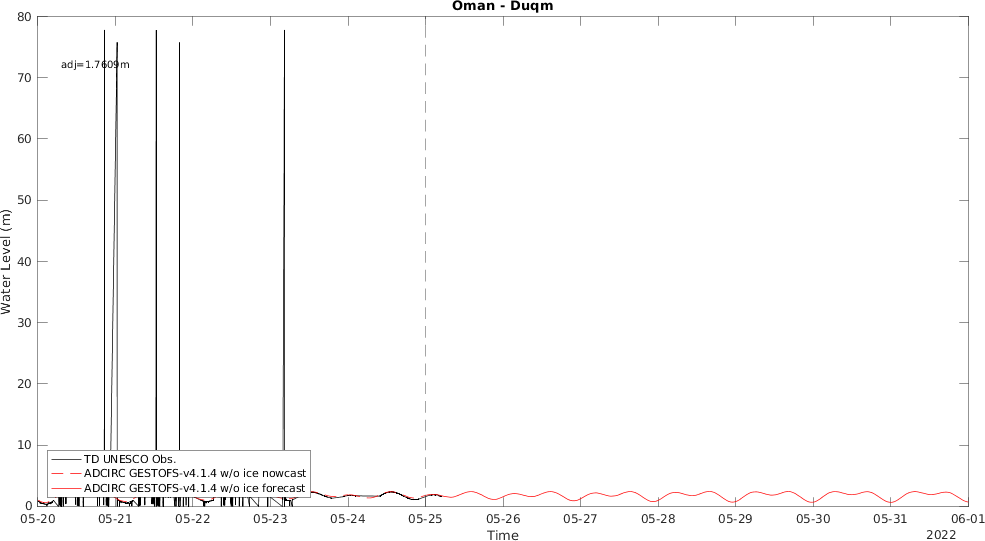 Oman - Duqm
80
adj=1.7609m
70
60
50
40
30
20
10
0
Water Level (m)
TD UNESCO Obs.
ADCIRC GESTOFS-v4.1.4 w/o ice nowcast
ADCIRC GESTOFS-v4.1.4 w/o ice forecast
05-20 05-21 05-22 05-23 05-24 05-25 05-26 05-27 05-28 05-29 05-30 05-31 06-01
Time
2022